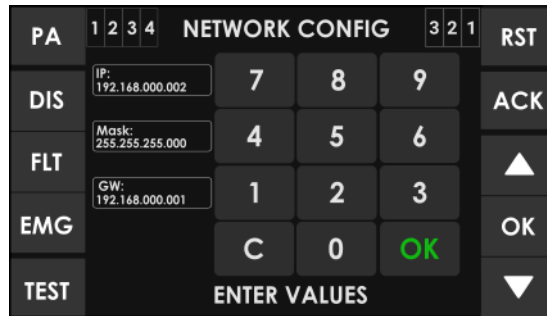 PA
1 2 3 4
NETWORK CONFIG
3 2 1
RST
IP:
192.168.000.002
7 8 9
DIS
ACK
Mask:
255.255.255.000
4 5 6
FLT
GW:
192.168.000.001
1 2 3
EMG
OK
C 0 OK
TEST
ENTER VALUES